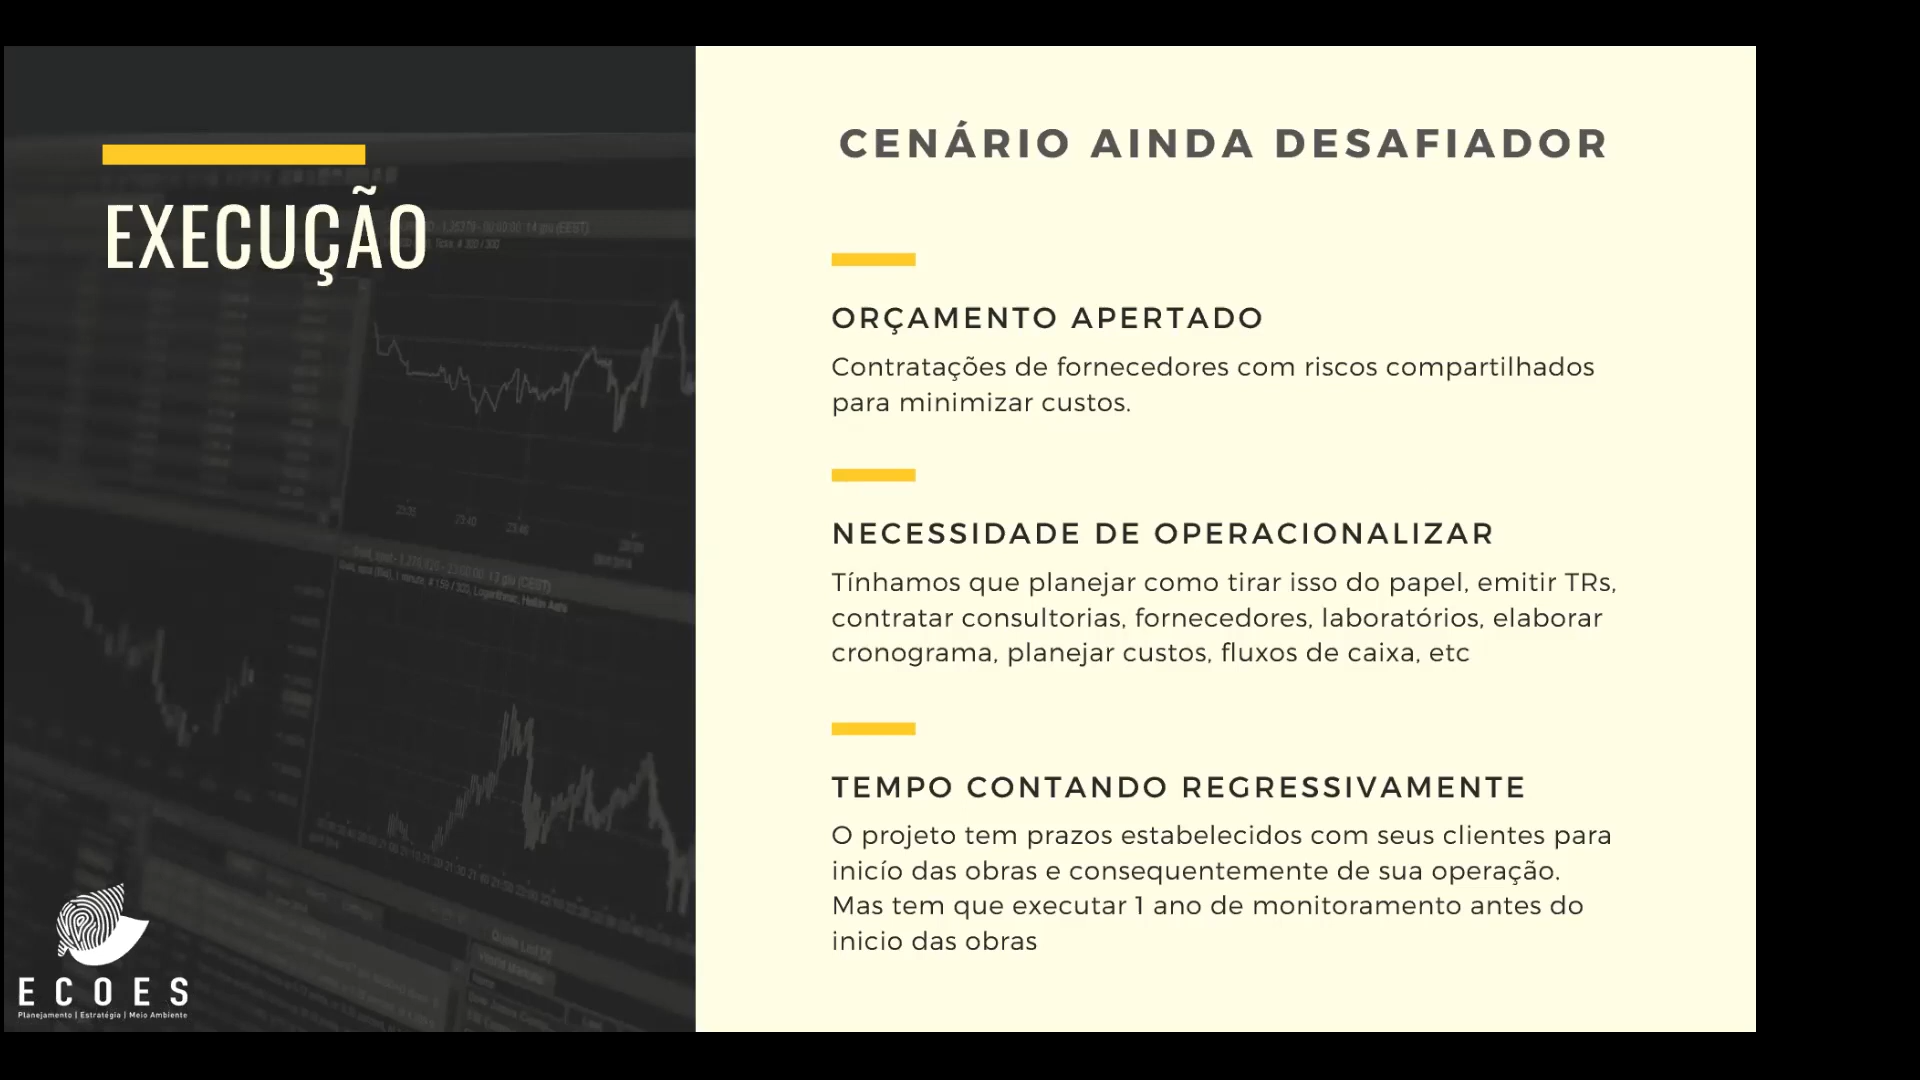 EXECUÇÃO
ECOES
Planejamento | Estratégia | Meio Ambiente
CENÁRIO AINDA DESAFIADOR
ORÇAMENTO APERTADO
Contratações de fornecedores com riscos compartilhados
para minimizar custos.
NECESSIDADE DE OPERACIONALIZAR
Tínhamos que planejar como tirar isso do papel, emitir TRs,
contratar consultorias, fornecedores, laboratórios, elaborar
cronograma, planejar custos, fluxos de caixa, etc
TEMPO CONTANDO REGRESSIVAMENTE
O projeto tem prazos estabelecidos com seus clientes para
inicío das obras e consequentemente de sua operação.
Mas tem que executar 1 ano de monitoramento antes do
inicio das obras